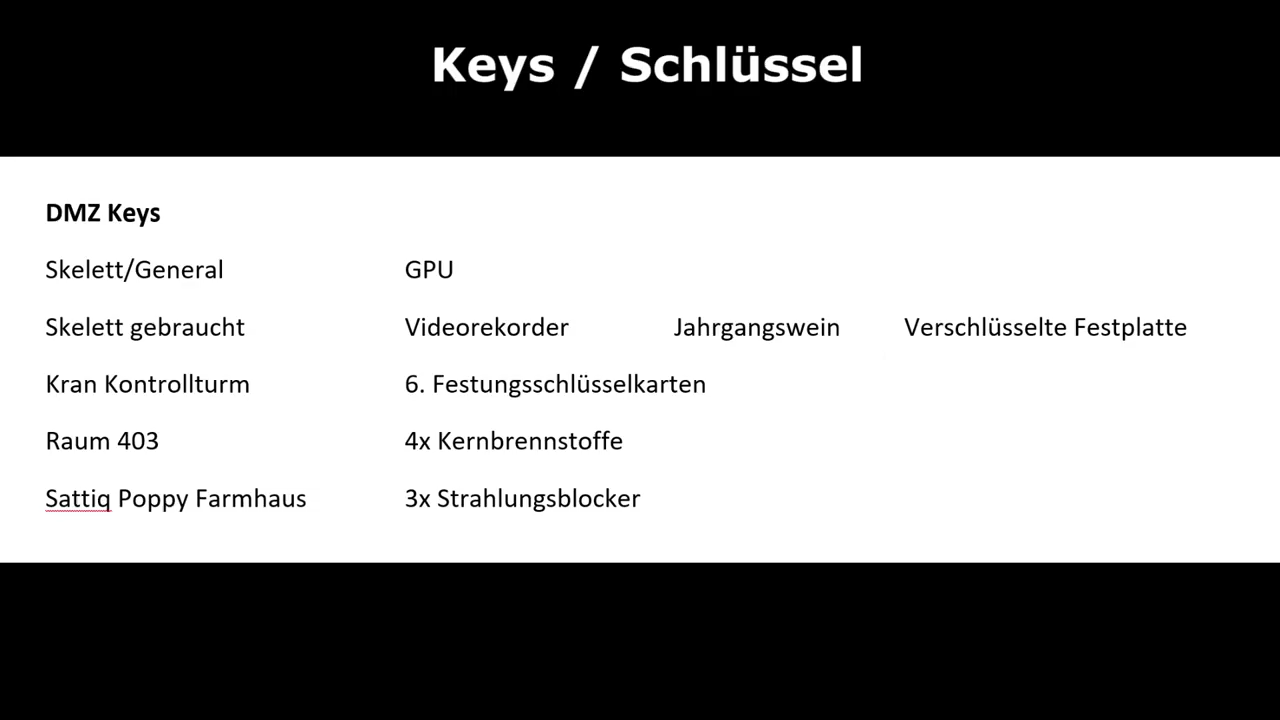 Keys / Schlüssel
DMZ Keys
Skelett/General GPU
Skelett gebraucht Videorekorder Jahrgangswein Verschlüsselte Festplatte
Kran Kontrollturm 6. Festungsschlüsselkarten
Raum 403 4x Kernbrennstoffe
Sattiq Poppy Farmhaus 3x Strahlungsblocker